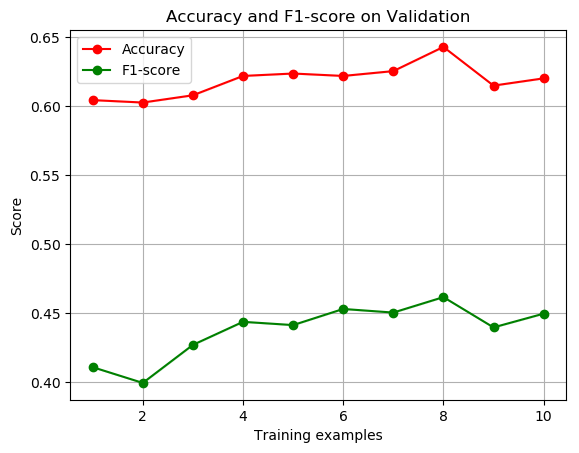 Accuracy and F1-score on Validation
Accuracy
F1-score
0.65
0.60
0.55
0.50
0.45
0.40
Score
2 4 6 8 10
Training examples